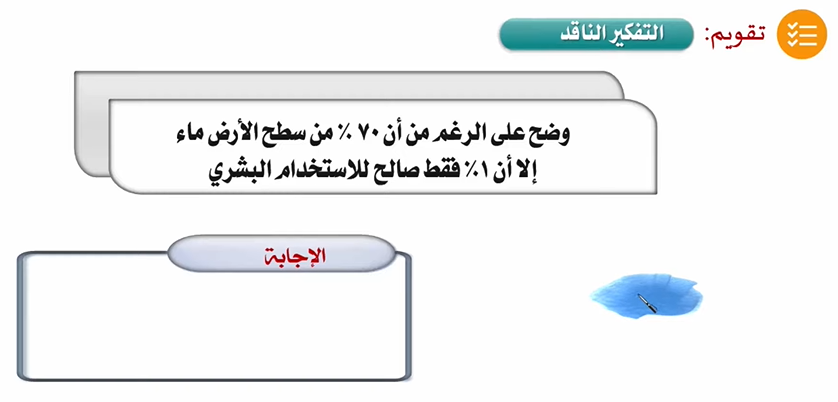 تقويم:
التفكير الناقد
وضح على الرغم من أن ٧٠ ٪ من سطح الأرض ماء
إلا أن ١٪ فقط صالح للاستخدام البشري
الإجابة